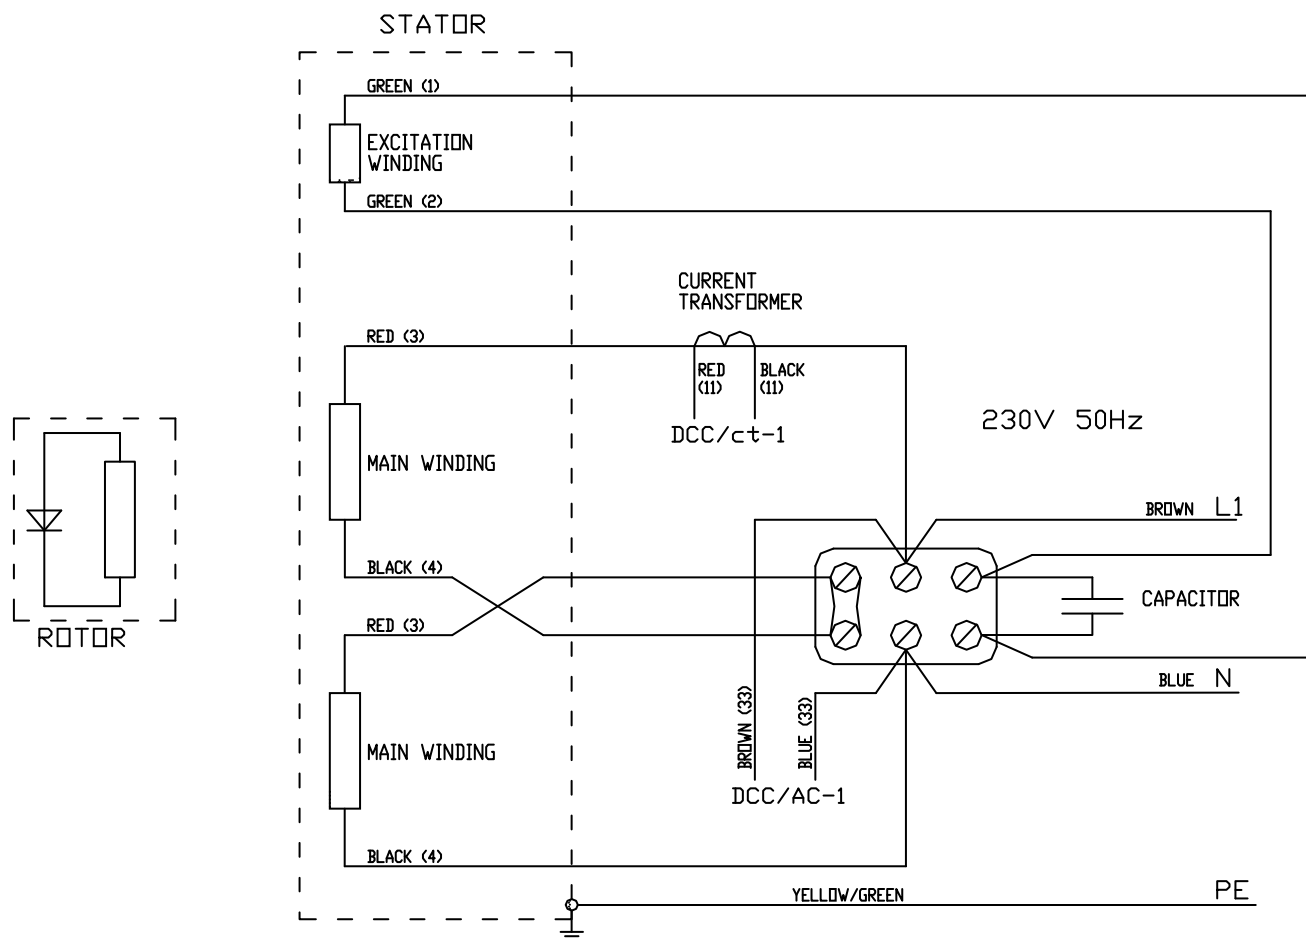 STATOR
GREEN (1)
EXCITATION
WINDING
GREEN (2)
CURRENT
TRANSFORMER
RED (3)
RED
(11)
BLACK
(11)
DCC/ct-1
230V 50Hz
MAIN WINDING
BROWN L1
BLACK (4)
CAPACITOR
RED (3)
ROTOR
BLUE N
BROWN (33)
BLUE (33)
MAIN WINDING
DCC/AC-1
BLACK (4)
YELLOW/GREEN
PE